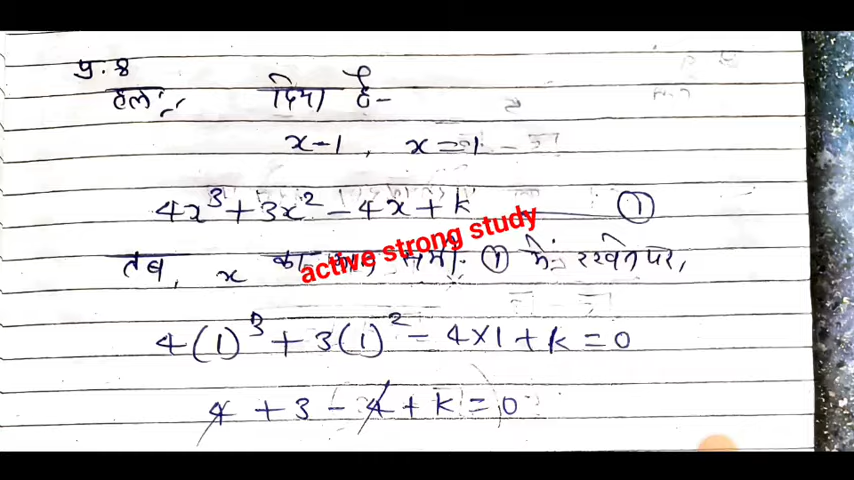 प्र. 8
हल:- दिया है-
x-1, x=1
4x³+3x²-4x+k ①
तब, x का मान समी. ① में रखने पर,
active strong study
4(1)³+3(1)²-4×1+k=0
4+3-4+k=0